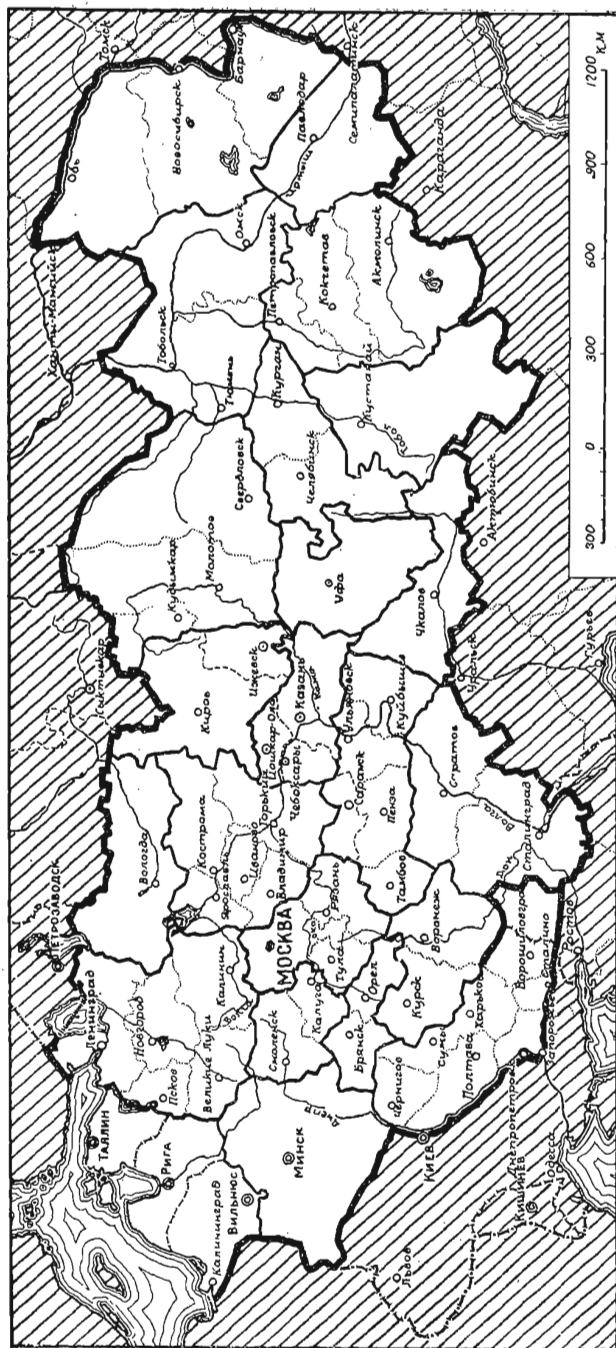 ПЕТРОЗАВОДСК
Ленинград
ТАЛЛИН
РИГА
Калининград
ВИЛЬНЮС
МИНСК
Псков
Новгород
Великие Луки
Калинин
Волга
Вологда
Сыктывкар
Ханты-Мансийск
Обь
Томск
Новосибирск
Барнаул
Кострома
Ярославль
Иваново
Владимир
Горький
Киров
Кудымкар
Молотов
Свердловск
Тобольск
Тюмень
Омск
МОСКВА
Смоленск
Калуга
Тула
Ока
Рязань
Чебоксары
Йошкар-Ола
Казань
Кама
Ижевск
Уфа
Челябинск
Курган
Петропавловск
Кокчетав
Иртыш
Павлодар
Семипалатинск
Днепр
Брянск
Орел
Тамбов
Пенза
Саранск
Ульяновск
Куйбышев
Чкалов
Кустанай
Тобол
Акмолинск
Караганда
Чернигов
КИЕВ
Сумы
Курск
Воронеж
Полтава
Харьков
Саратов
Волга
Дон
Уральск
Актюбинск
Львов
КИШИНЕВ
Одесса
Днепропетровск
Запорожье
Сталино
Ворошиловград
Ростов
Сталинград
Гурьев
300 0 300 600 900 1200 КМ